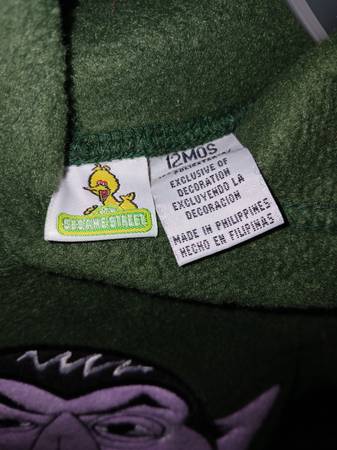 SESAME STREET
12MOS
EXCLUSIVE OF
DECORATION
EXCLUYENDO LA
DECORACION
MADE IN PHILIPPINES
HECHO EN FILIPINAS